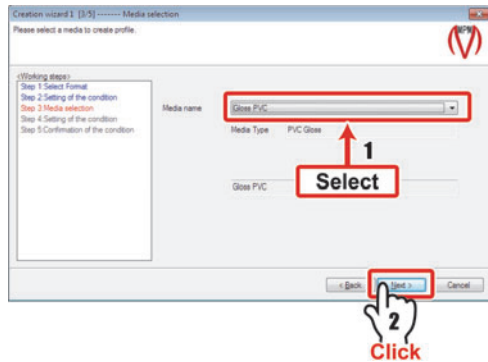 Creation wizard 1 [3/5] ------- Media selection
Please select a media to create profile.
<Working steps>
Step 1:Select Format
Step 2:Setting of the condition
Step 3:Media selection
Step 4:Setting of the condition
Step 5:Confirmation of the condition
Media name
Gloss PVC
Media Type PVC Gloss
1
Select
Gloss PVC
< Back Next > Cancel
2
Click